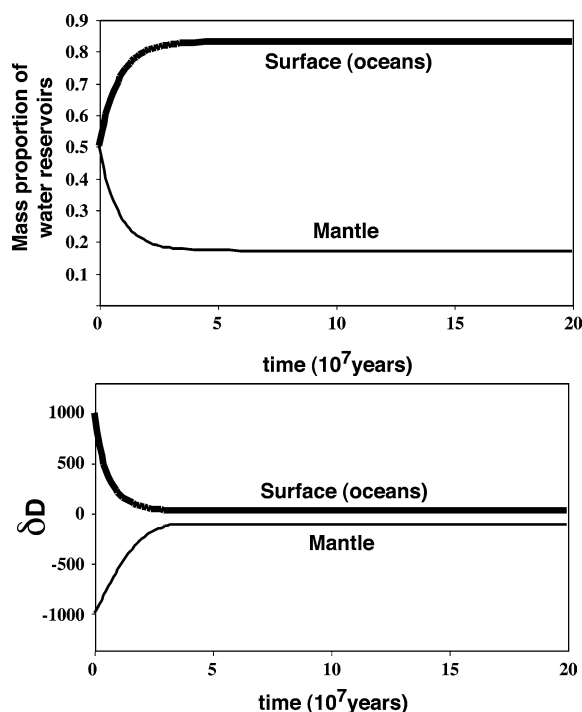 0.9
0.8
0.7
0.6
0.5
0.4
0.3
0.2
0.1
Mass proportion of
water reservoirs
Surface (oceans)
Mantle
0 5 10 15 20
time (10⁷years)
1000
500
0
-500
-1000
δD
Surface (oceans)
Mantle
0 5 10 15 20
time (10⁷years)